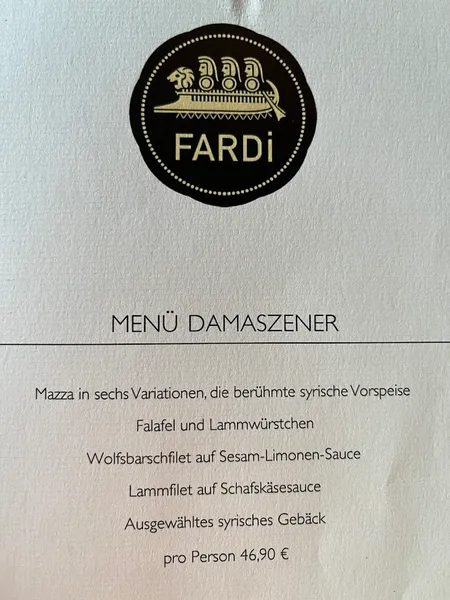 FARDi
MENÜ DAMASZENER
Mazza in sechs Variationen, die berühmte syrische Vorspeise
Falafel und Lammwürstchen
Wolfsbarschfilet auf Sesam-Limonen-Sauce
Lammfilet auf Schafskäsesauce
Ausgewähltes syrisches Gebäck
pro Person 46,90 €